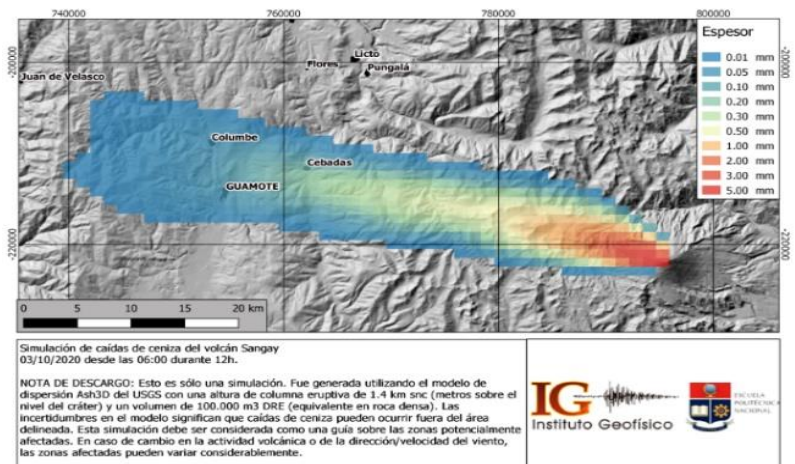 740000 760000 780000 800000
Espesor
0.01 mm
0.05 mm
0.10 mm
0.20 mm
0.30 mm
0.50 mm
1.00 mm
2.00 mm
3.00 mm
5.00 mm
-200000
-200000
Licto
Flores
Pungalá
Juan de Velasco
Columbe
Cebadas
GUAMOTE
-220000
-220000
0 5 10 15 20 km
Simulación de caídas de ceniza del volcán Sangay
03/10/2020 desde las 06:00 durante 12h.
NOTA DE DESCARGO: Esto es sólo una simulación. Fue generada utilizando el modelo de
dispersión Ash3D del USGS con una altura de columna eruptiva de 1.4 km snc (metros sobre el
nivel del cráter) y un volumen de 100.000 m3 DRE (equivalente en roca densa). Las
incertidumbres en el modelo significan que caídas de ceniza pueden ocurrir fuera del área
delineada. Esta simulación debe ser considerada como una guía sobre las zonas potencialmente
afectadas. En caso de cambio en la actividad volcánica o de la dirección/velocidad del viento,
las zonas afectadas pueden variar considerablemente.
IG
Instituto Geofísico
ESCUELA
POLITÉCNICA
NACIONAL